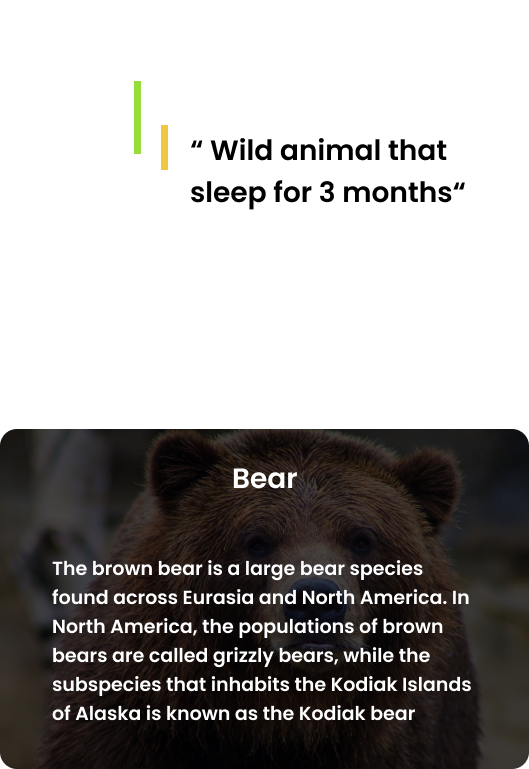 “ Wild animal that
sleep for 3 months“
Bear
The brown bear is a large bear species
found across Eurasia and North America. In
North America, the populations of brown
bears are called grizzly bears, while the
subspecies that inhabits the Kodiak Islands
of Alaska is known as the Kodiak bear